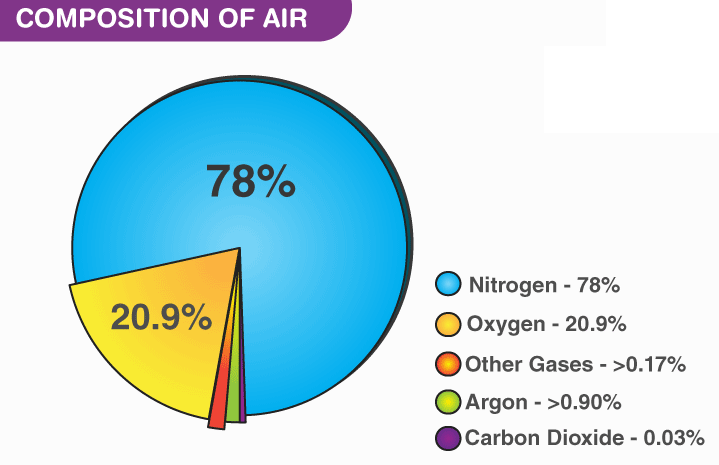 COMPOSITION OF AIR
78%
20.9%
Nitrogen - 78%
Oxygen - 20.9%
Other Gases - >0.17%
Argon - >0.90%
Carbon Dioxide - 0.03%